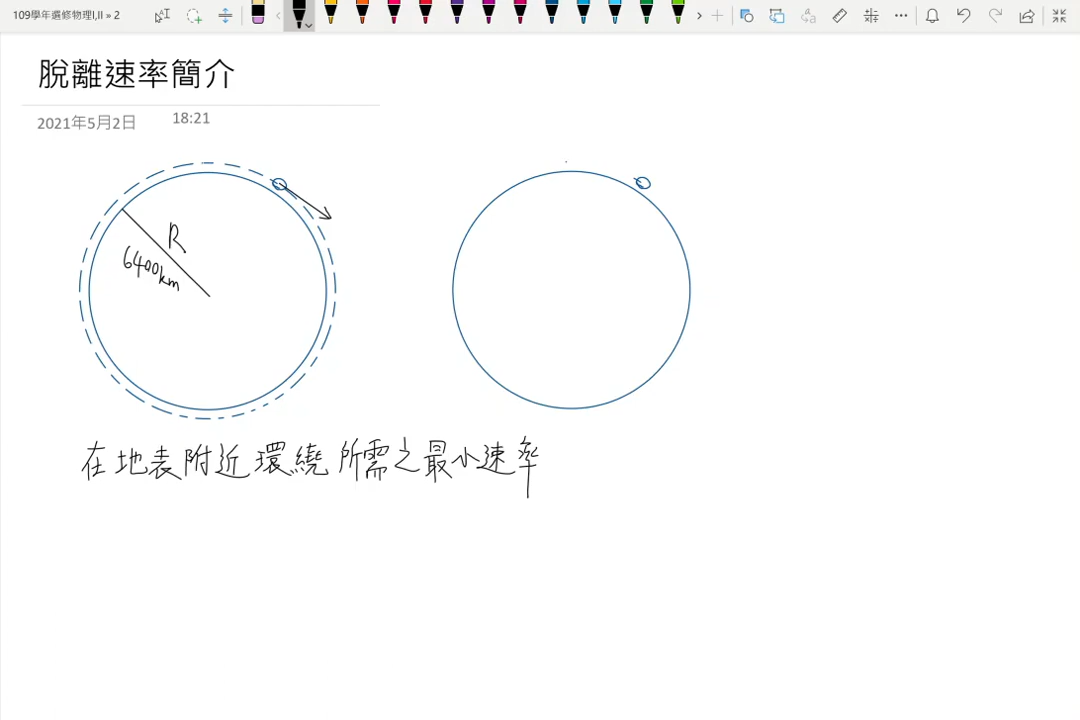 109學年選修物理I,II » 2
脫離速率簡介
2021年5月2日 18:21
R
6400km
在地表附近環繞所需之最小速率